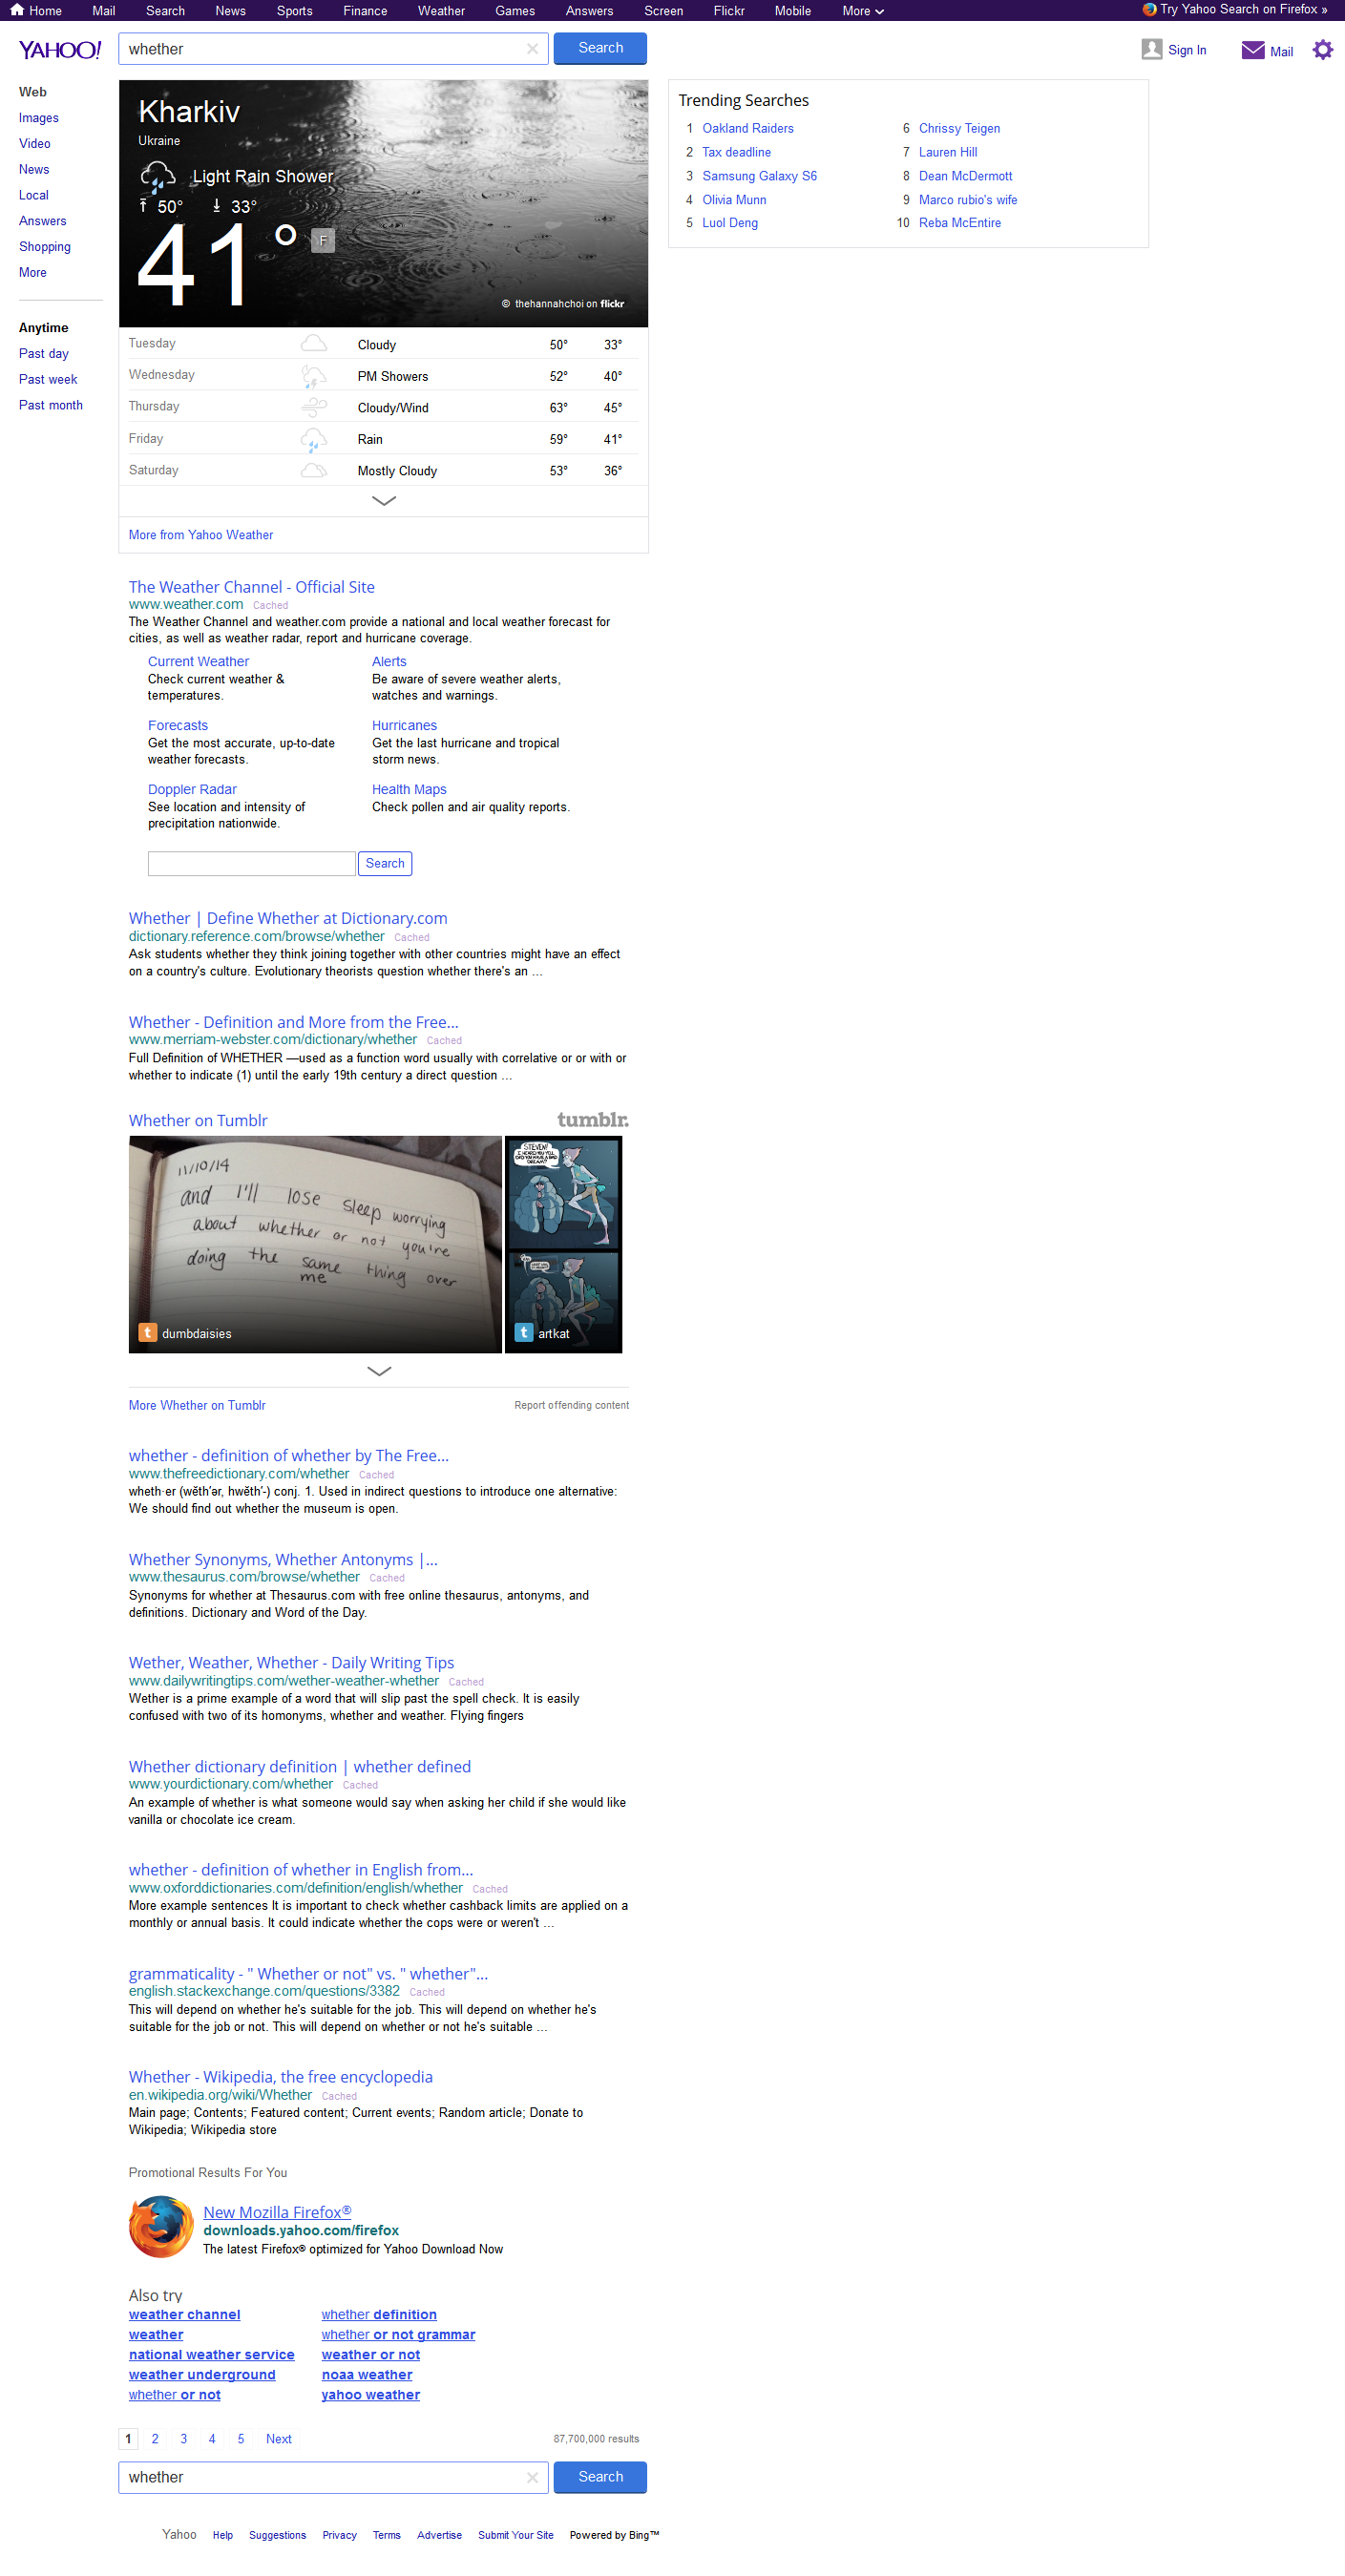 Home Mail Search News Sports Finance Weather Games Answers Screen Flickr Mobile More Try Yahoo Search on Firefox »
YAHOO! whether Search Sign In Mail
Web
Images
Video
News
Local
Answers
Shopping
More
Anytime
Past day
Past week
Past month
Kharkiv
Ukraine
Light Rain Shower
50° 33°
41° F
© thehannahchoi on flickr
Tuesday Cloudy 50° 33°
Wednesday PM Showers 52° 40°
Thursday Cloudy/Wind 63° 45°
Friday Rain 59° 41°
Saturday Mostly Cloudy 53° 36°
More from Yahoo Weather
Trending Searches
1 Oakland Raiders
2 Tax deadline
3 Samsung Galaxy S6
4 Olivia Munn
5 Luol Deng
6 Chrissy Teigen
7 Lauren Hill
8 Dean McDermott
9 Marco rubio's wife
10 Reba McEntire
The Weather Channel - Official Site
www.weather.com Cached
The Weather Channel and weather.com provide a national and local weather forecast for
cities, as well as weather radar, report and hurricane coverage.
Current Weather
Check current weather &
temperatures.
Alerts
Be aware of severe weather alerts,
watches and warnings.
Forecasts
Get the most accurate, up-to-date
weather forecasts.
Hurricanes
Get the last hurricane and tropical
storm news.
Doppler Radar
See location and intensity of
precipitation nationwide.
Health Maps
Check pollen and air quality reports.
Search
Whether | Define Whether at Dictionary.com
dictionary.reference.com/browse/whether Cached
Ask students whether they think joining together with other countries might have an effect
on a country's culture. Evolutionary theorists question whether there's an ...
Whether - Definition and More from the Free...
www.merriam-webster.com/dictionary/whether Cached
Full Definition of WHETHER —used as a function word usually with correlative or or with or
whether to indicate (1) until the early 19th century a direct question ...
Whether on Tumblr tumblr.
11/10/14
and I'll lose sleep worrying
about whether or not you're
doing the same thing over
me
dumbdaisies
STEVEN!
I HEARD YOU YELL
DID YOU HAVE A BAD
DREAM?
artkat
More Whether on Tumblr Report offending content
whether - definition of whether by The Free...
www.thefreedictionary.com/whether Cached
wheth·er (wĕth′ər, hwĕth′-) conj. 1. Used in indirect questions to introduce one alternative:
We should find out whether the museum is open.
Whether Synonyms, Whether Antonyms |...
www.thesaurus.com/browse/whether Cached
Synonyms for whether at Thesaurus.com with free online thesaurus, antonyms, and
definitions. Dictionary and Word of the Day.
Wether, Weather, Whether - Daily Writing Tips
www.dailywritingtips.com/wether-weather-whether Cached
Wether is a prime example of a word that will slip past the spell check. It is easily
confused with two of its homonyms, whether and weather. Flying fingers
Whether dictionary definition | whether defined
www.yourdictionary.com/whether Cached
An example of whether is what someone would say when asking her child if she would like
vanilla or chocolate ice cream.
whether - definition of whether in English from...
www.oxforddictionaries.com/definition/english/whether Cached
More example sentences It is important to check whether cashback limits are applied on a
monthly or annual basis. It could indicate whether the cops were or weren't ...
grammaticality - " Whether or not" vs. " whether"...
english.stackexchange.com/questions/3382 Cached
This will depend on whether he's suitable for the job. This will depend on whether he's
suitable for the job or not. This will depend on whether or not he's suitable ...
Whether - Wikipedia, the free encyclopedia
en.wikipedia.org/wiki/Whether Cached
Main page; Contents; Featured content; Current events; Random article; Donate to
Wikipedia; Wikipedia store
Promotional Results For You
New Mozilla Firefox®
downloads.yahoo.com/firefox
The latest Firefox® optimized for Yahoo Download Now
Also try
weather channel
weather
national weather service
weather underground
whether or not
whether definition
whether or not grammar
weather or not
noaa weather
yahoo weather
1 2 3 4 5 Next 87,700,000 results
whether Search
Yahoo Help Suggestions Privacy Terms Advertise Submit Your Site Powered by Bing™